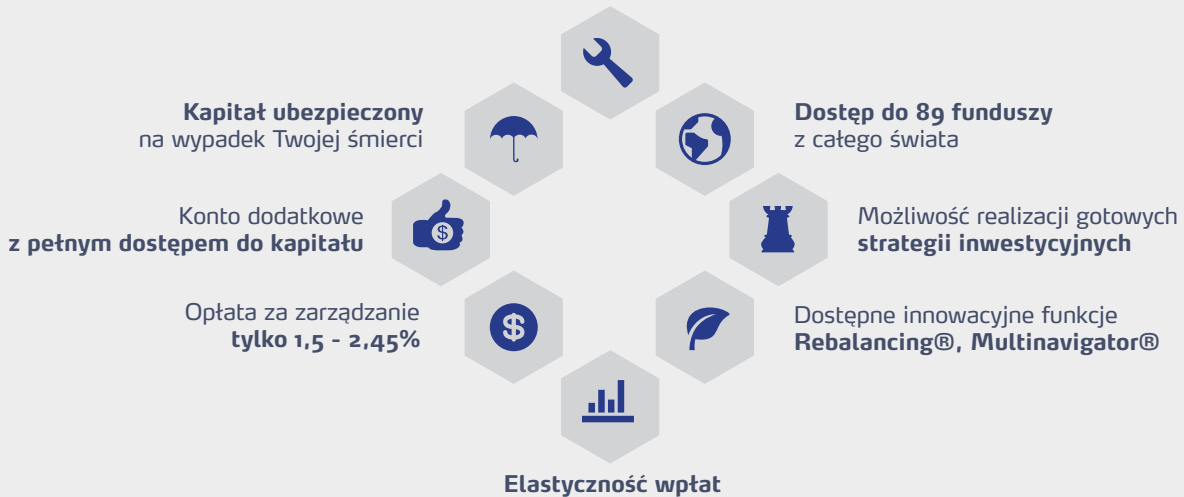 Kapitał ubezpieczony
na wypadek Twojej śmierci
Dostęp do 89 funduszy
z całego świata
Konto dodatkowe
z pełnym dostępem do kapitału
$
Możliwość realizacji gotowych
strategii inwestycyjnych
Opłata za zarządzanie
tylko 1,5 - 2,45%
$
Dostępne innowacyjne funkcje
Rebalancing®, Multinavigator®
Elastyczność wpłat